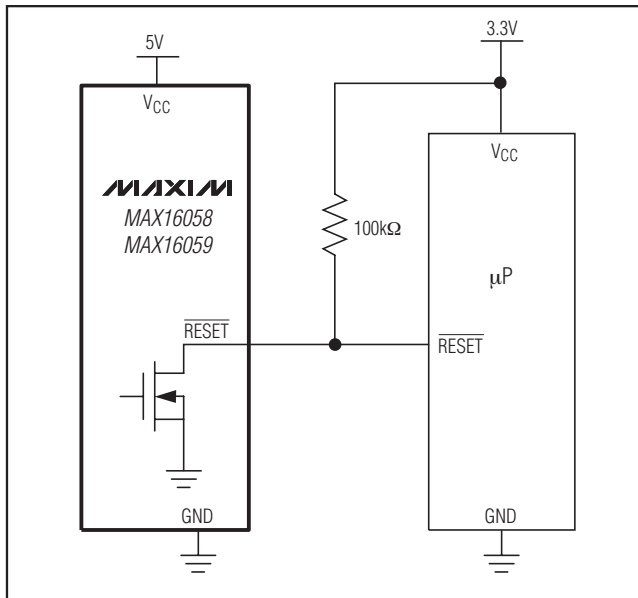 5V
3.3V
VCC
VCC
MAXIM
MAX16058
MAX16059
100kΩ
μP
RESET
RESET
GND
GND